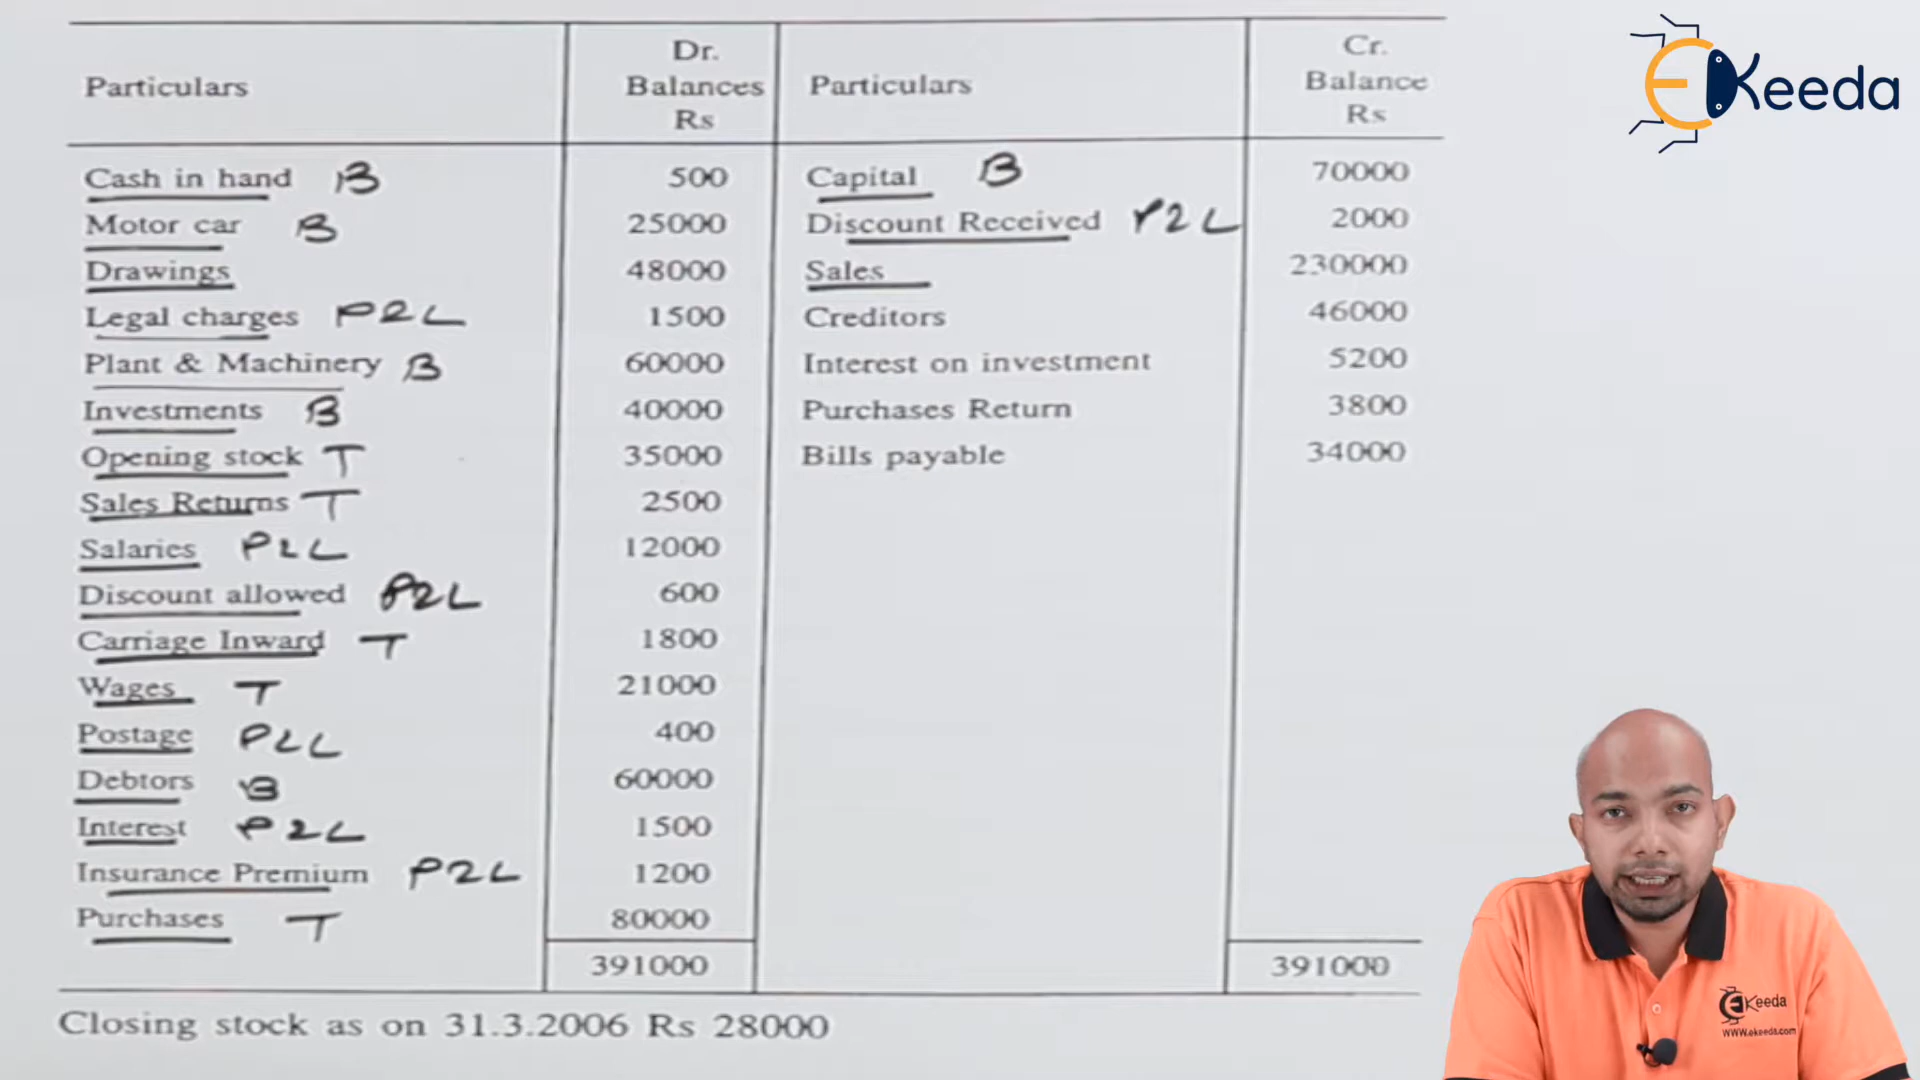 Particulars Dr. Balances Rs Particulars Cr. Balance Rs
Cash in hand B 500 Capital B 70000
Motor car B 25000 Discount Received P2L 2000
Drawings 48000 Sales 230000
Legal charges P2L 1500 Creditors 46000
Plant & Machinery B 60000 Interest on investment 5200
Investments B 40000 Purchases Return 3800
Opening stock T 35000 Bills payable 34000
Sales Returns T 2500
Salaries P2L 12000
Discount allowed P2L 600
Carriage Inward T 1800
Wages T 21000
Postage P2L 400
Debtors B 60000
Interest P2L 1500
Insurance Premium P2L 1200
Purchases T 80000
391000 391000
Closing stock as on 31.3.2006 Rs 28000
EKeeda
EKeeda
www.ekeeda.com